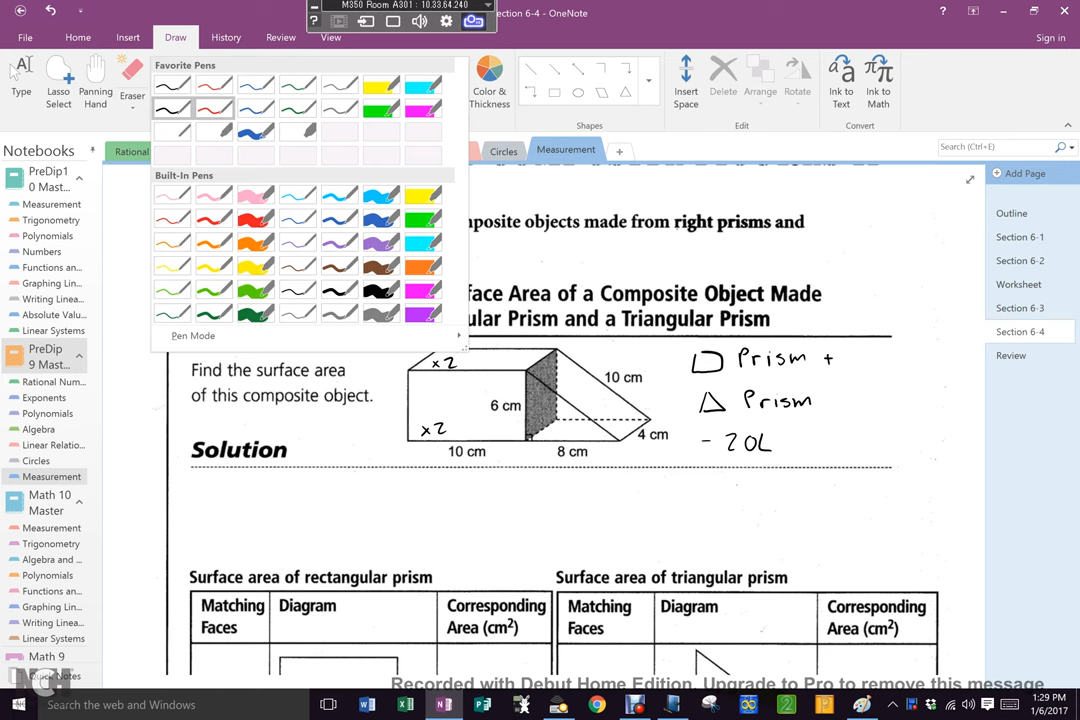 M350 Room A301 : 10.33.64.240
Section 6-4 - OneNote
File
Home
Insert
Draw
History
Review
View
Sign in
Type
Lasso Select
Panning Hand
Eraser
Favorite Pens
Built-In Pens
Pen Mode
Color & Thickness
Shapes
Insert Space
Delete
Arrange
Rotate
Edit
Ink to Text
Ink to Math
Convert
Notebooks
Rational
Circles
Measurement
Search (Ctrl+E)
PreDip1 0 Mast...
Measurement
Trigonometry
Polynomials
Numbers
Functions an...
Graphing Lin...
Writing Linea...
Absolute Valu...
Linear Systems
PreDip 9 Mast...
Rational Num...
Exponents
Polynomials
Algebra
Linear Relatio...
Circles
Measurement
Math 10 Master
Measurement
Trigonometry
Algebra and ...
Polynomials
Functions an...
Graphing Lin...
Writing Linea...
Linear Systems
Math 9
Quick Notes
NCH
Add Page
Outline
Section 6-1
Section 6-2
Measure
Section 6-3
Section 6-4
Review
mposite objects made from right prisms and
face Area of a Composite Object Made
ular Prism and a Triangular Prism
Find the surface area
of this composite object.
Solution
x2
10 cm
6 cm
x2
4 cm
10 cm
8 cm
Prism +
Prism
- 2OL
Surface area of rectangular prism
Matching Faces
Diagram
Corresponding Area (cm²)
Surface area of triangular prism
Matching Faces
Diagram
Corresponding Area (cm²)
Recorded with Debut Home Edition. Upgrade to Pro to remove this message
Search the web and Windows
1:29 PM
1/6/2017